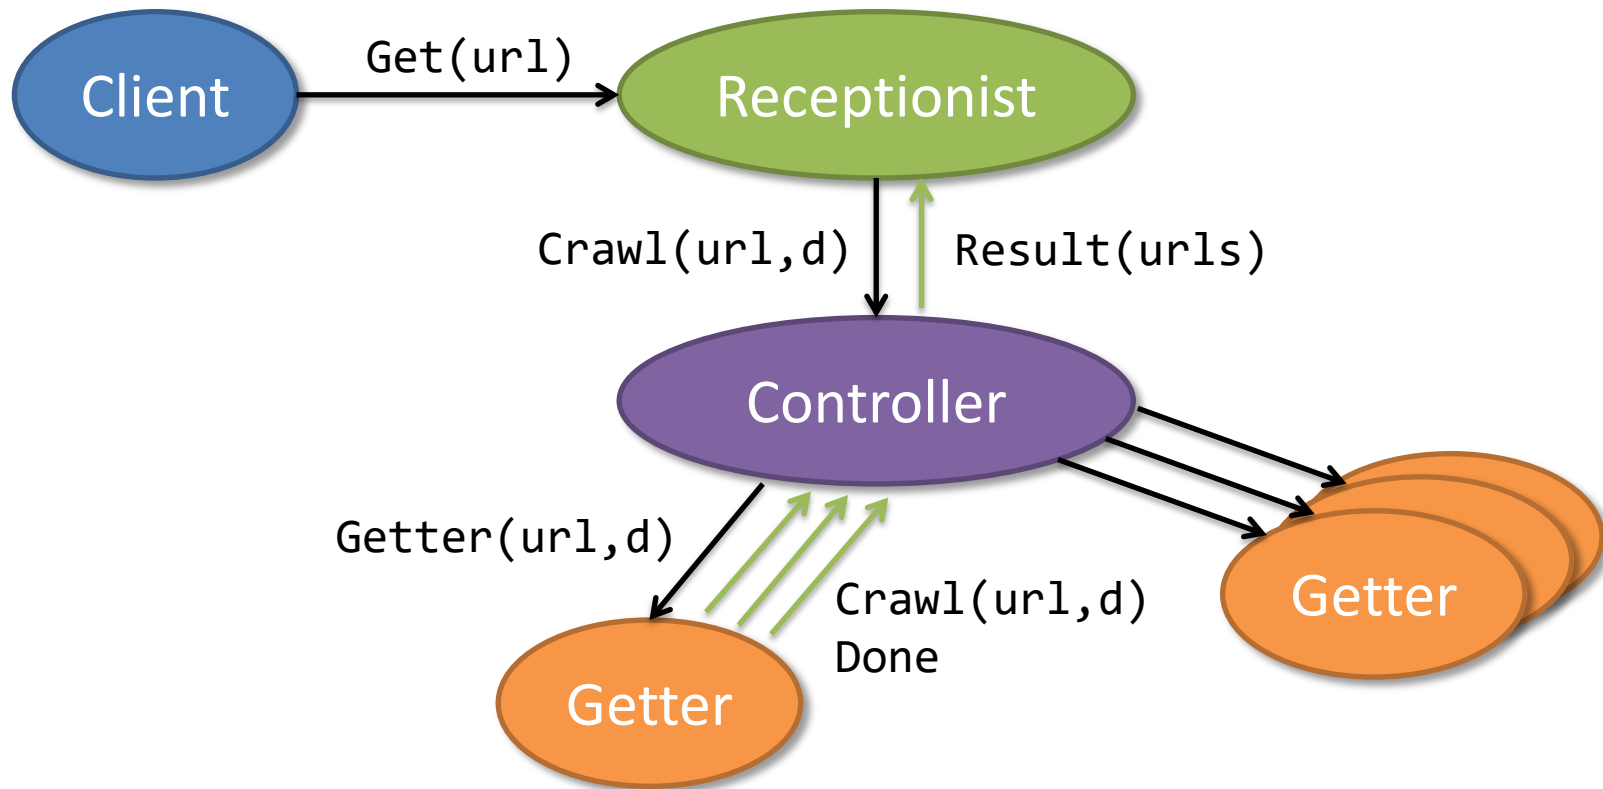 Client
Get(url)
Receptionist
Crawl(url,d)
Result(urls)
Controller
Getter(url,d)
Crawl(url,d)
Done
Getter
Getter